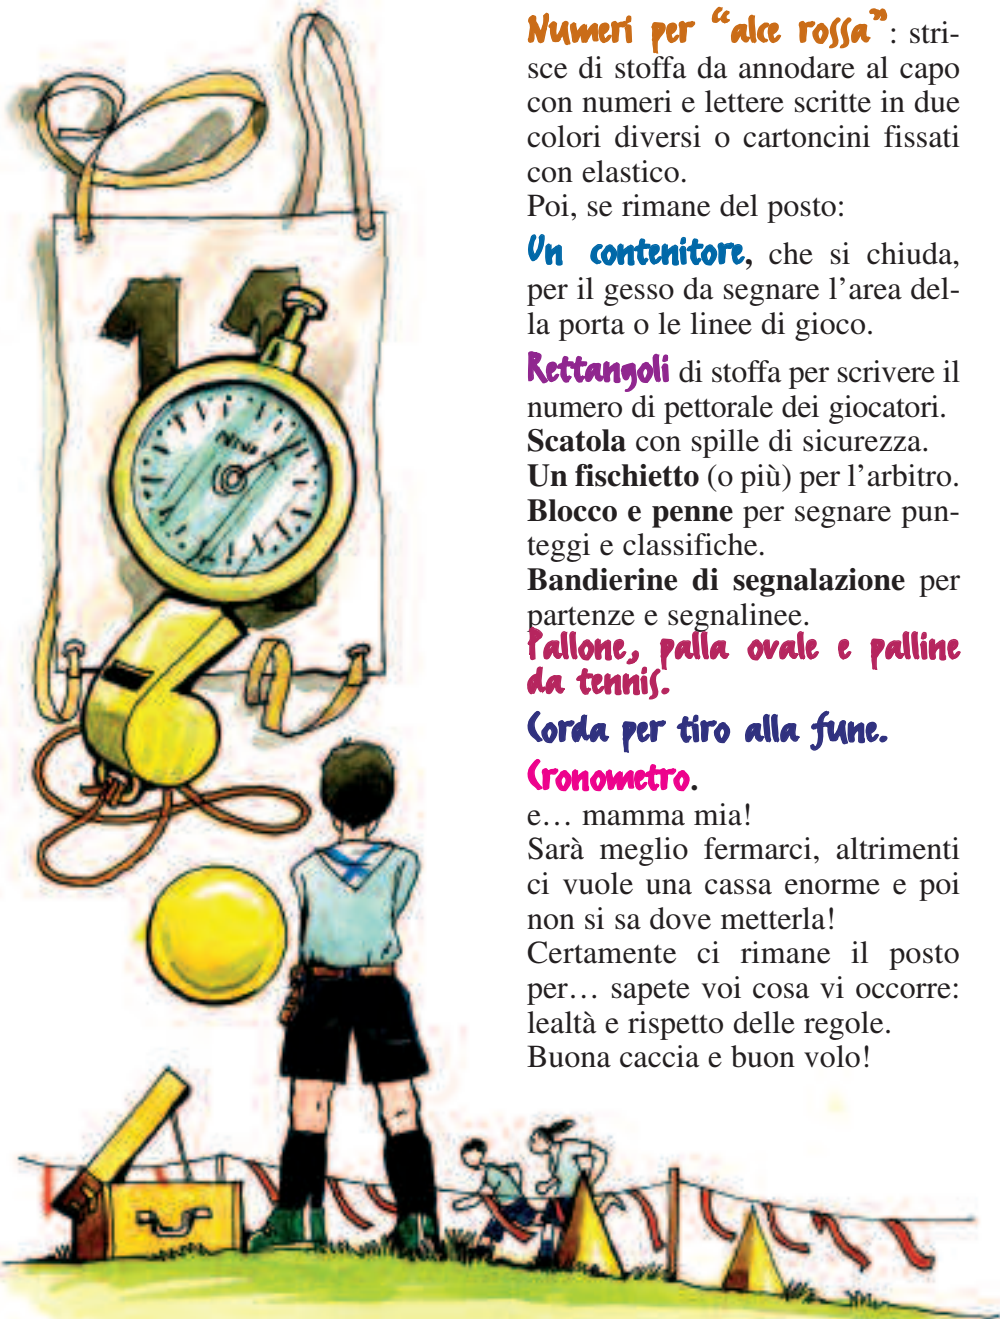 Numeri per “alce rossa”: stri-
sce di stoffa da annodare al capo
con numeri e lettere scritte in due
colori diversi o cartoncini fissati
con elastico.
Poi, se rimane del posto:
Un contenitore, che si chiuda,
per il gesso da segnare l’area del-
la porta o le linee di gioco.
Rettangoli di stoffa per scrivere il
numero di pettorale dei giocatori.
Scatola con spille di sicurezza.
Un fischietto (o più) per l’arbitro.
Blocco e penne per segnare pun-
teggi e classifiche.
Bandierine di segnalazione per
partenze e segnalinee.
Pallone, palla ovale e palline
da tennis.
Corda per tiro alla fune.
Cronometro.
e… mamma mia!
Sarà meglio fermarci, altrimenti
ci vuole una cassa enorme e poi
non si sa dove metterla!
Certamente ci rimane il posto
per… sapete voi cosa vi occorre:
lealtà e rispetto delle regole.
Buona caccia e buon volo!